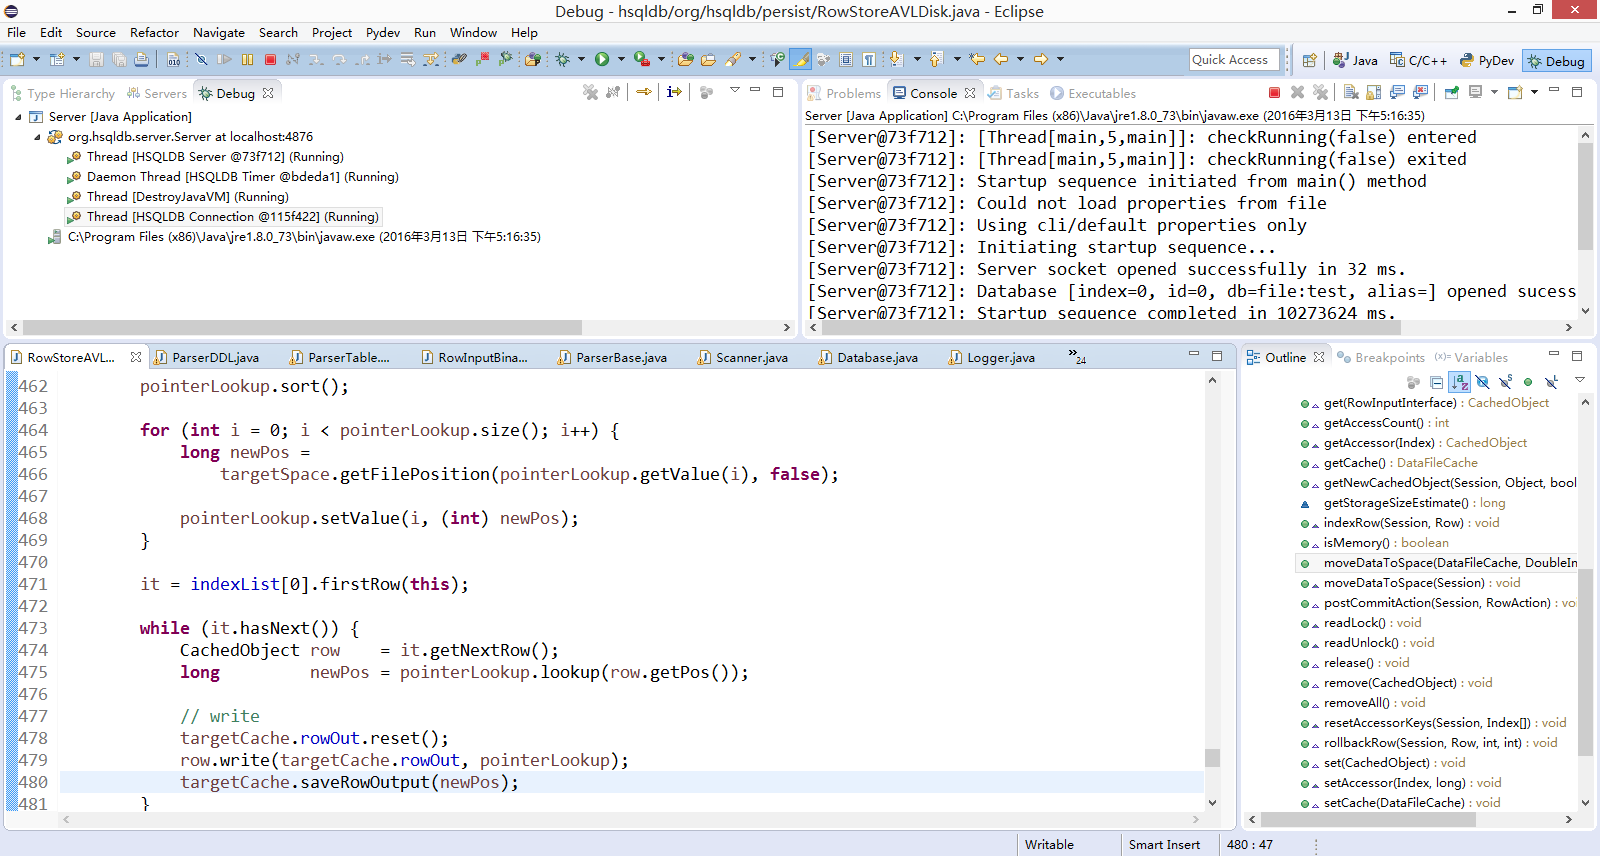 Debug - hsqldb/org/hsqldb/persist/RowStoreAVLDisk.java - Eclipse
File Edit Source Refactor Navigate Search Project Pydev Run Window Help
Quick Access Java C/C++ PyDev Debug
Type Hierarchy Servers Debug
Server [Java Application]
org.hsqldb.server.Server at localhost:4876
Thread [HSQLDB Server @73f712] (Running)
Daemon Thread [HSQLDB Timer @bdeda1] (Running)
Thread [DestroyJavaVM] (Running)
Thread [HSQLDB Connection @115f422] (Running)
C:\Program Files (x86)\Java\jre1.8.0_73\bin\javaw.exe (2016年3月13日 下午5:16:35)
Problems Console Tasks Executables
Server [Java Application] C:\Program Files (x86)\Java\jre1.8.0_73\bin\javaw.exe (2016年3月13日 下午5:16:35)
[Server@73f712]: [Thread[main,5,main]]: checkRunning(false) entered
[Server@73f712]: [Thread[main,5,main]]: checkRunning(false) exited
[Server@73f712]: Startup sequence initiated from main() method
[Server@73f712]: Could not load properties from file
[Server@73f712]: Using cli/default properties only
[Server@73f712]: Initiating startup sequence...
[Server@73f712]: Server socket opened successfully in 32 ms.
[Server@73f712]: Database [index=0, id=0, db=file:test, alias=] opened sucess
[Server@73f712]: Startup sequence completed in 10273624 ms.
RowStoreAVL... ParserDDL.java ParserTable.... RowInputBina... ParserBase.java Scanner.java Database.java Logger.java »24
462 pointerLookup.sort();
463
464 for (int i = 0; i < pointerLookup.size(); i++) {
465 long newPos =
466 targetSpace.getFilePosition(pointerLookup.getValue(i), false);
467
468 pointerLookup.setValue(i, (int) newPos);
469 }
470
471 it = indexList[0].firstRow(this);
472
473 while (it.hasNext()) {
474 CachedObject row = it.getNextRow();
475 long newPos = pointerLookup.lookup(row.getPos());
476
477 // write
478 targetCache.rowOut.reset();
479 row.write(targetCache.rowOut, pointerLookup);
480 targetCache.saveRowOutput(newPos);
481 }
Outline Breakpoints (x)= Variables
get(RowInputInterface) : CachedObject
getAccessCount() : int
getAccessor(Index) : CachedObject
getCache() : DataFileCache
getNewCachedObject(Session, Object, bool
getStorageSizeEstimate() : long
indexRow(Session, Row) : void
isMemory() : boolean
moveDataToSpace(DataFileCache, DoubleIn
moveDataToSpace(Session) : void
postCommitAction(Session, RowAction) : voi
readLock() : void
readUnlock() : void
release() : void
remove(CachedObject) : void
removeAll() : void
resetAccessorKeys(Session, Index[]) : void
rollbackRow(Session, Row, int, int) : void
set(CachedObject) : void
setAccessor(Index, long) : void
setCache(DataFileCache) : void
Writable Smart Insert 480 : 47